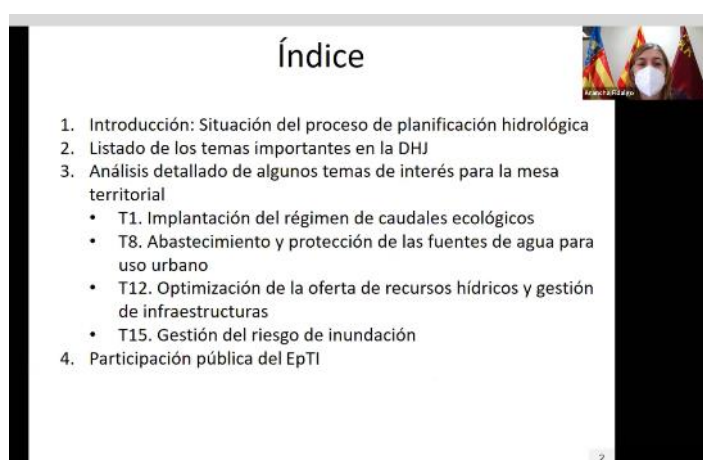 Índice
Arancha Fidalgo
1. Introducción: Situación del proceso de planificación hidrológica
2. Listado de los temas importantes en la DHJ
3. Análisis detallado de algunos temas de interés para la mesa
territorial
• T1. Implantación del régimen de caudales ecológicos
• T8. Abastecimiento y protección de las fuentes de agua para
uso urbano
• T12. Optimización de la oferta de recursos hídricos y gestión
de infraestructuras
• T15. Gestión del riesgo de inundación
4. Participación pública del EpTI
2